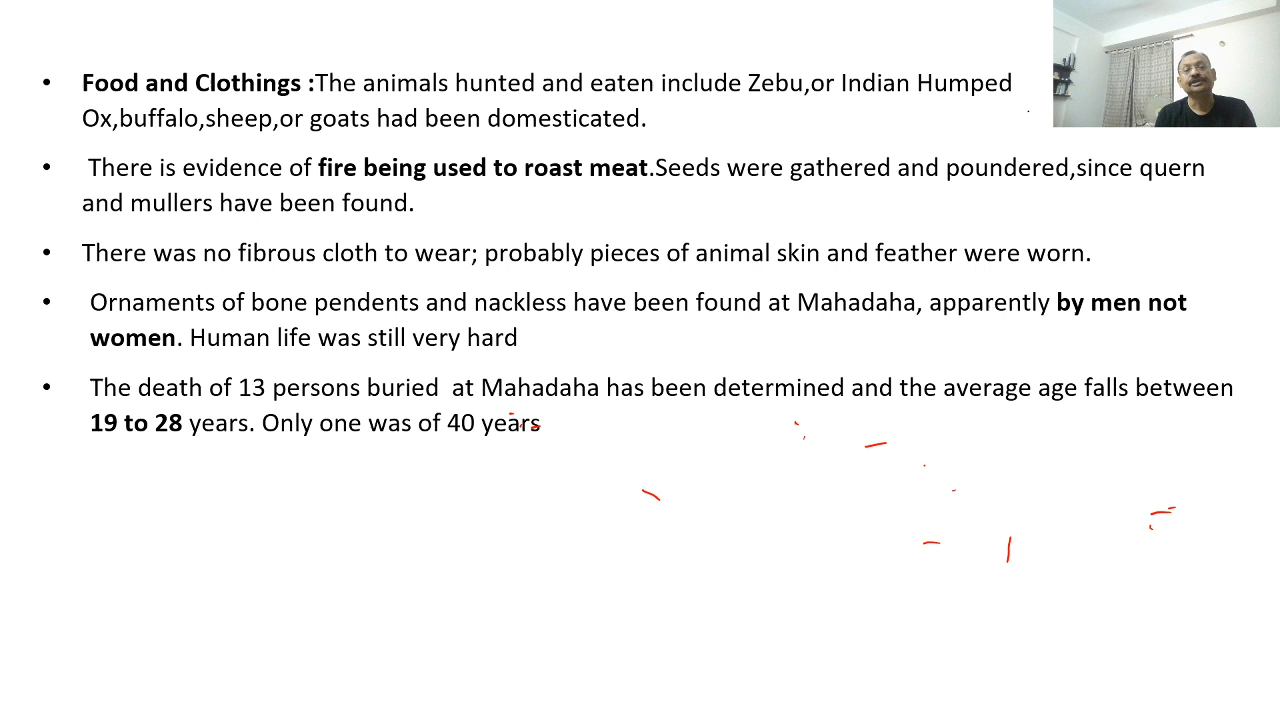 • Food and Clothings :The animals hunted and eaten include Zebu,or Indian Humped
Ox,buffalo,sheep,or goats had been domesticated.
• There is evidence of fire being used to roast meat.Seeds were gathered and poundered,since quern
and mullers have been found.
• There was no fibrous cloth to wear; probably pieces of animal skin and feather were worn.
• Ornaments of bone pendents and nackless have been found at Mahadaha, apparently by men not
women. Human life was still very hard
• The death of 13 persons buried  at Mahadaha has been determined and the average age falls between
19 to 28 years. Only one was of 40 years